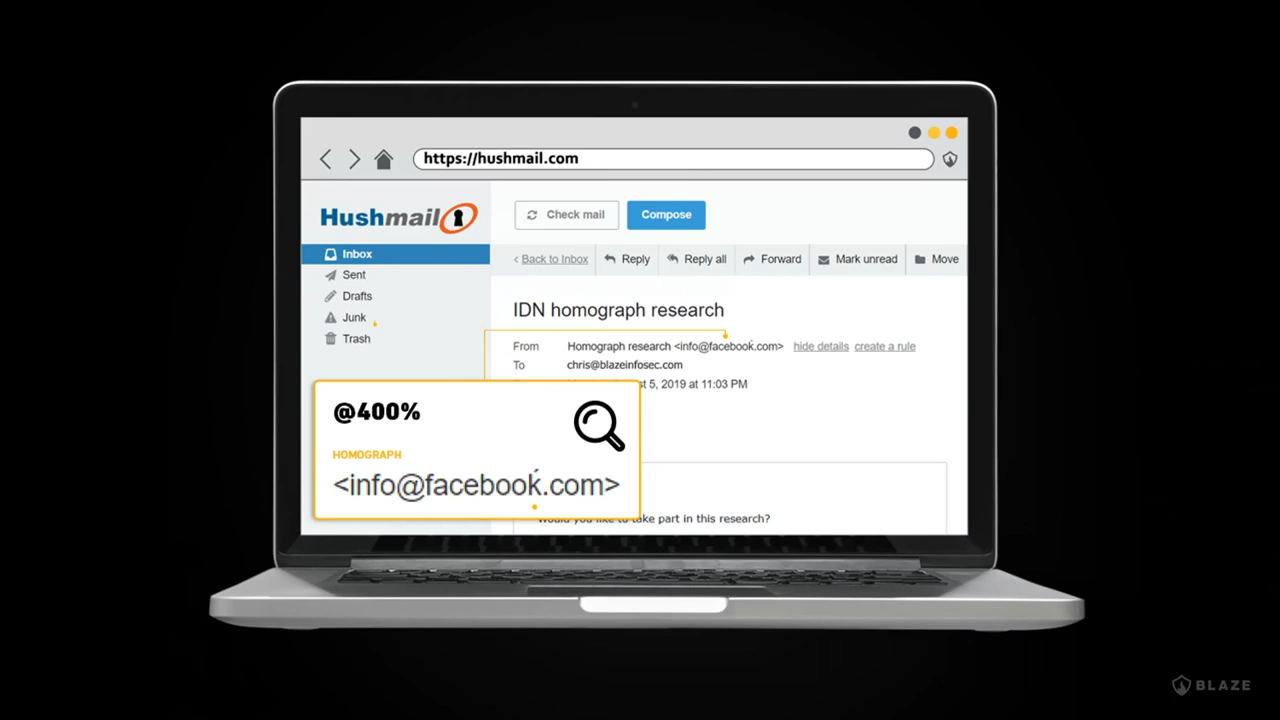 https://hushmail.com
Hushmail
Check mail
Compose
Inbox
Sent
Drafts
Junk
Trash
Back to Inbox
Reply
Reply all
Forward
Mark unread
Move
IDN homograph research
From Homograph research <info@facebooḱ.com> hide details create a rule
To chris@blazeinfosec.com
5, 2019 at 11:03 PM
@400%
HOMOGRAPH
<info@facebooḱ.com>
Would you like to take part in this research?
BLAZE